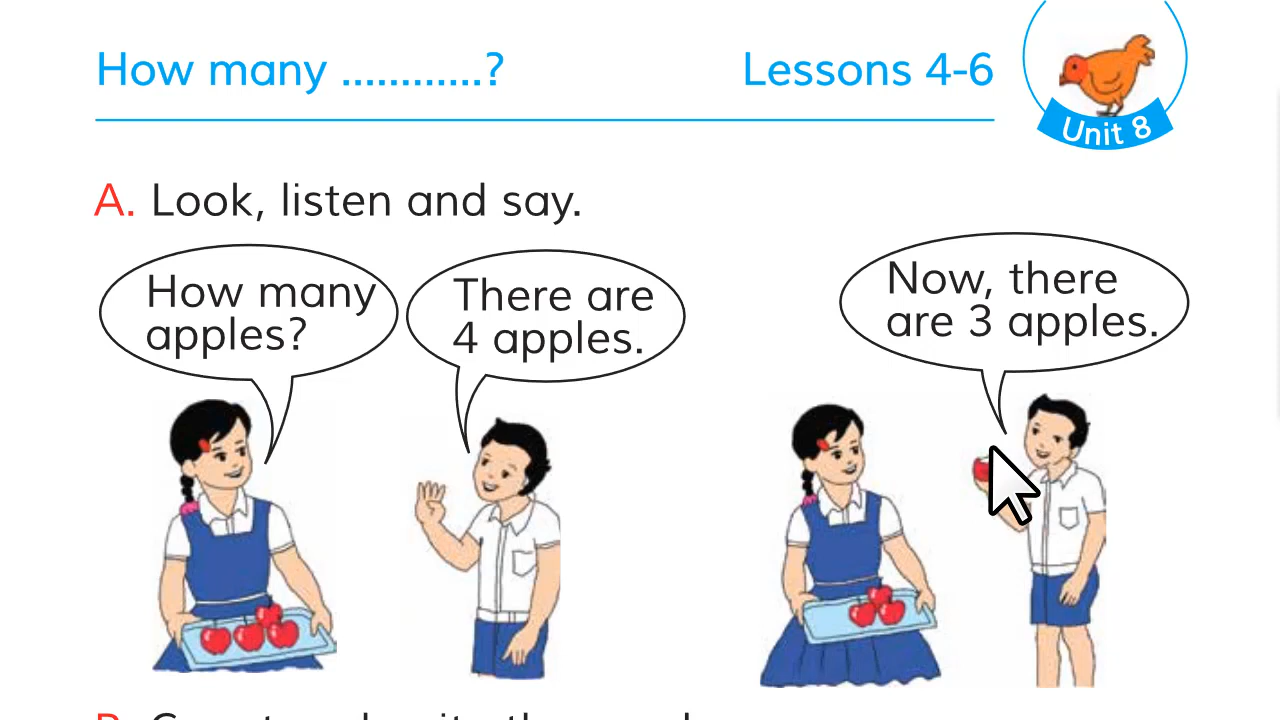 How many ............?
Lessons 4-6
Unit 8
A. Look, listen and say.
How many
apples?
There are
4 apples.
Now, there
are 3 apples.